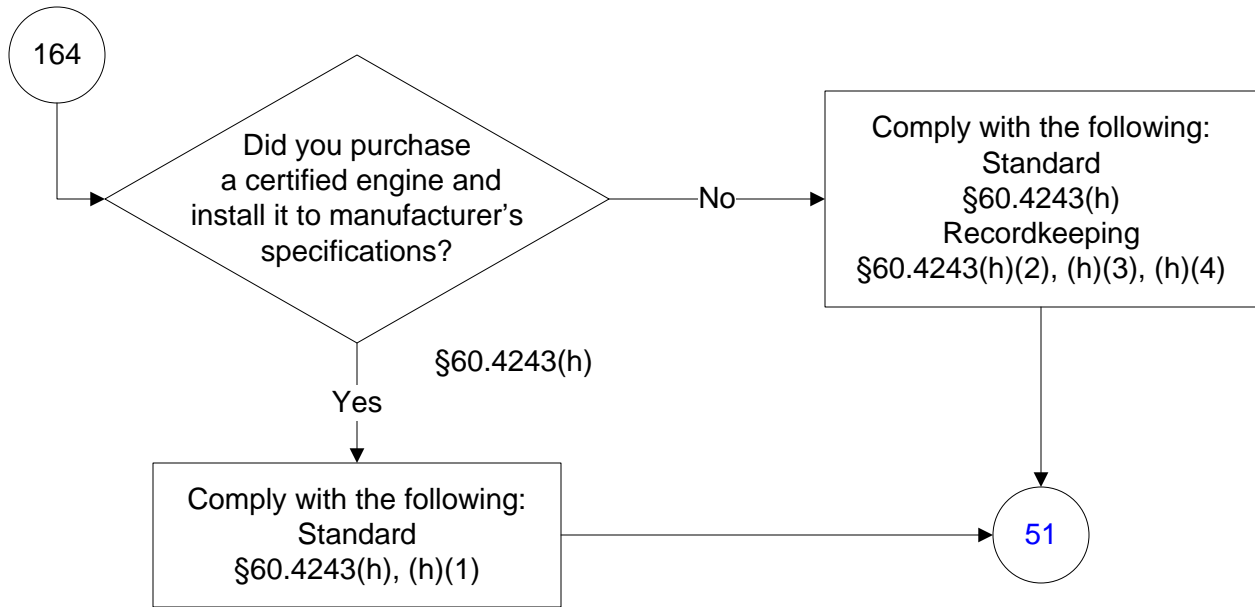 164
Did you purchase
a certified engine and
install it to manufacturer’s
specifications?
No
Comply with the following:
Standard
§60.4243(h)
Recordkeeping
§60.4243(h)(2), (h)(3), (h)(4)
§60.4243(h)
Yes
Comply with the following:
Standard
§60.4243(h), (h)(1)
51